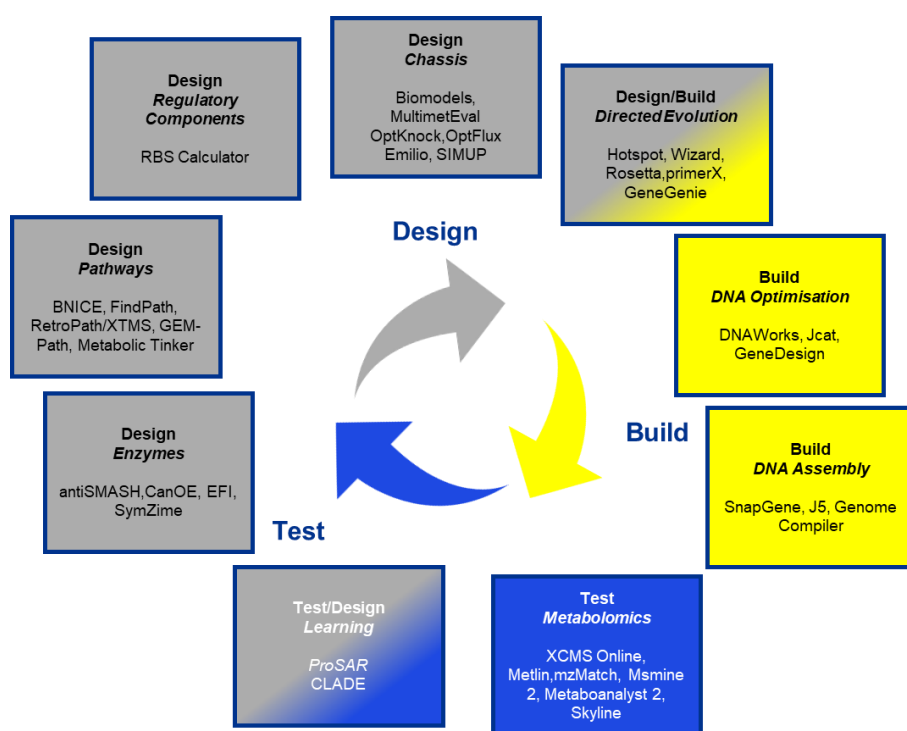 Design
Chassis
Biomodels,
MultimetEval
OptKnock,OptFlux
Emilio, SIMUP
Design
Regulatory
Components
RBS Calculator
Design/Build
Directed Evolution
Hotspot, Wizard,
Rosetta,primerX,
GeneGenie
Design
Design
Pathways
BNICE, FindPath,
RetroPath/XTMS, GEM-
Path, Metabolic Tinker
Build
DNA Optimisation
DNAWorks, Jcat,
GeneDesign
Design
Enzymes
antiSMASH,CanOE, EFI,
SymZime
Build
Build
DNA Assembly
SnapGene, J5, Genome
Compiler
Test
Test/Design
Learning
ProSAR
CLADE
Test
Metabolomics
XCMS Online,
Metlin,mzMatch, Msmine
2, Metaboanalyst 2,
Skyline